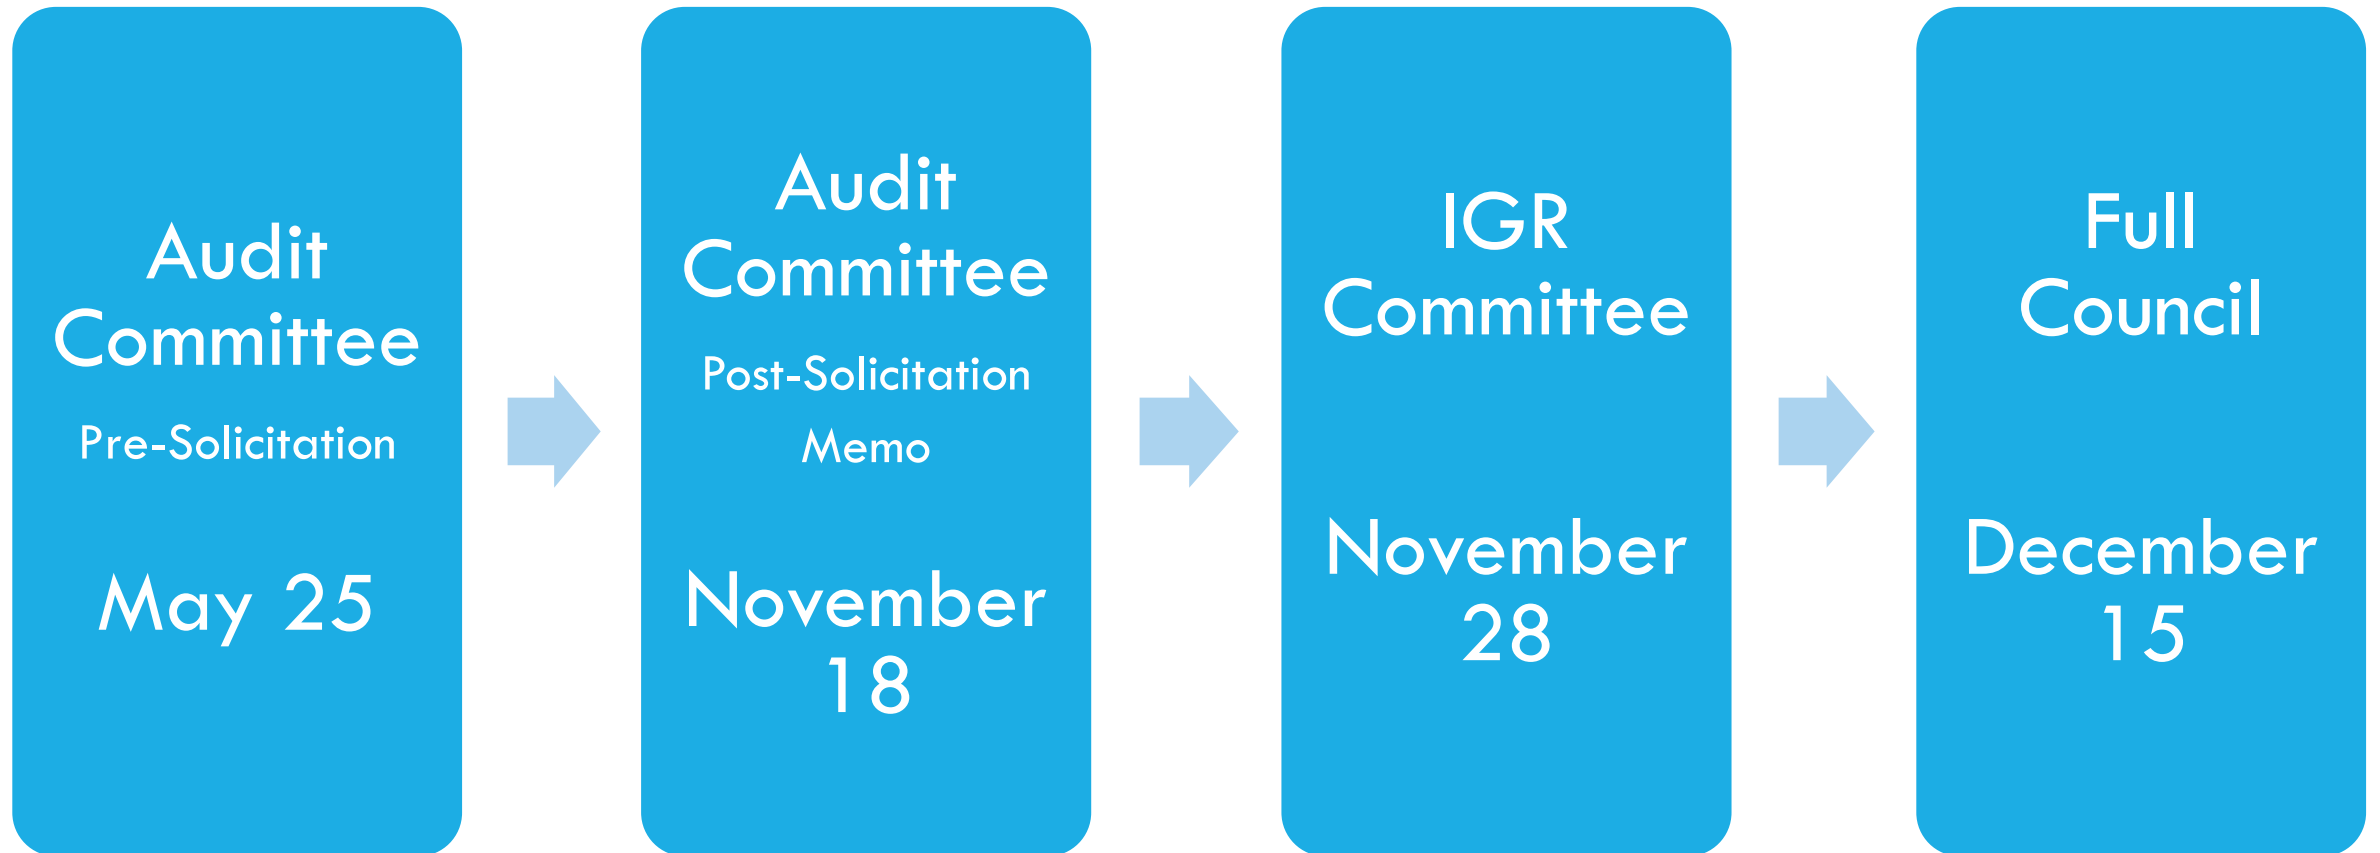 Audit
Committee
Pre-Solicitation
May 25
Audit
Committee
Post-Solicitation
Memo
November
18
IGR
Committee
November
28
Full
Council
December
15